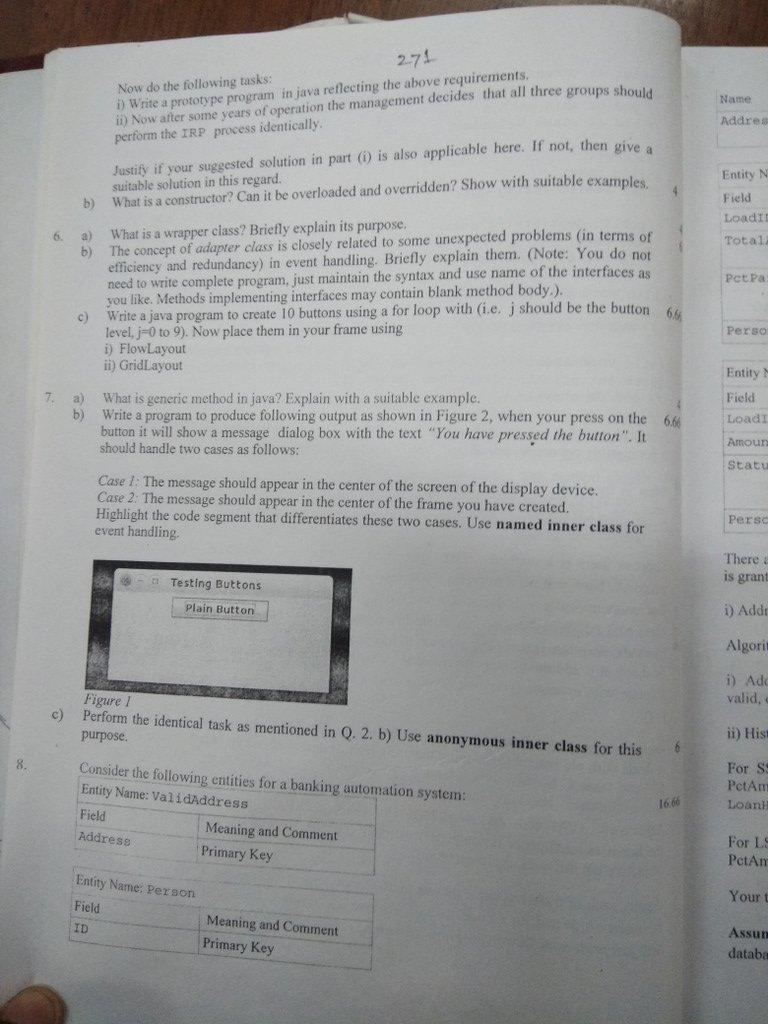 271
Now do the following tasks:
i) Write a prototype program in java reflecting the above requirements.
ii) Now after some years of operation the management decides that all three groups should
perform the IRP process identically.
Justify if your suggested solution in part (i) is also applicable here. If not, then give a
suitable solution in this regard.
b) What is a constructor? Can it be overloaded and overridden? Show with suitable examples. 4
6. a) What is a wrapper class? Briefly explain its purpose.
b) The concept of adapter class is closely related to some unexpected problems (in terms of
efficiency and redundancy) in event handling. Briefly explain them. (Note: You do not
need to write complete program, just maintain the syntax and use name of the interfaces as
you like. Methods implementing interfaces may contain blank method body.).
c) Write a java program to create 10 buttons using a for loop with (i.e. j should be the button 6.66
level, j=0 to 9). Now place them in your frame using
i) FlowLayout
ii) GridLayout
7. a) What is generic method in java? Explain with a suitable example. 4
b) Write a program to produce following output as shown in Figure 2, when your press on the 6.66
button it will show a message dialog box with the text "You have pressed the button". It
should handle two cases as follows:
Case 1: The message should appear in the center of the screen of the display device.
Case 2: The message should appear in the center of the frame you have created.
Highlight the code segment that differentiates these two cases. Use named inner class for
event handling.
Testing Buttons
Plain Button
Figure 1
c) Perform the identical task as mentioned in Q. 2. b) Use anonymous inner class for this 6
purpose.
8. Consider the following entities for a banking automation system: 16.66
Entity Name: ValidAddress
Field Meaning and Comment
Address Primary Key
Entity Name: Person
Field Meaning and Comment
ID Primary Key
Name
Addres
Entity N
Field
LoadI
Total
PctPa
Perso
Entity N
Field
LoadI
Amoun
Statu
Perso
There a
is grant
i) Addr
Algorit
i) Add
valid,
ii) Hist
For S
PctAm
LoanH
For LS
PctAm
Your t
Assum
databa